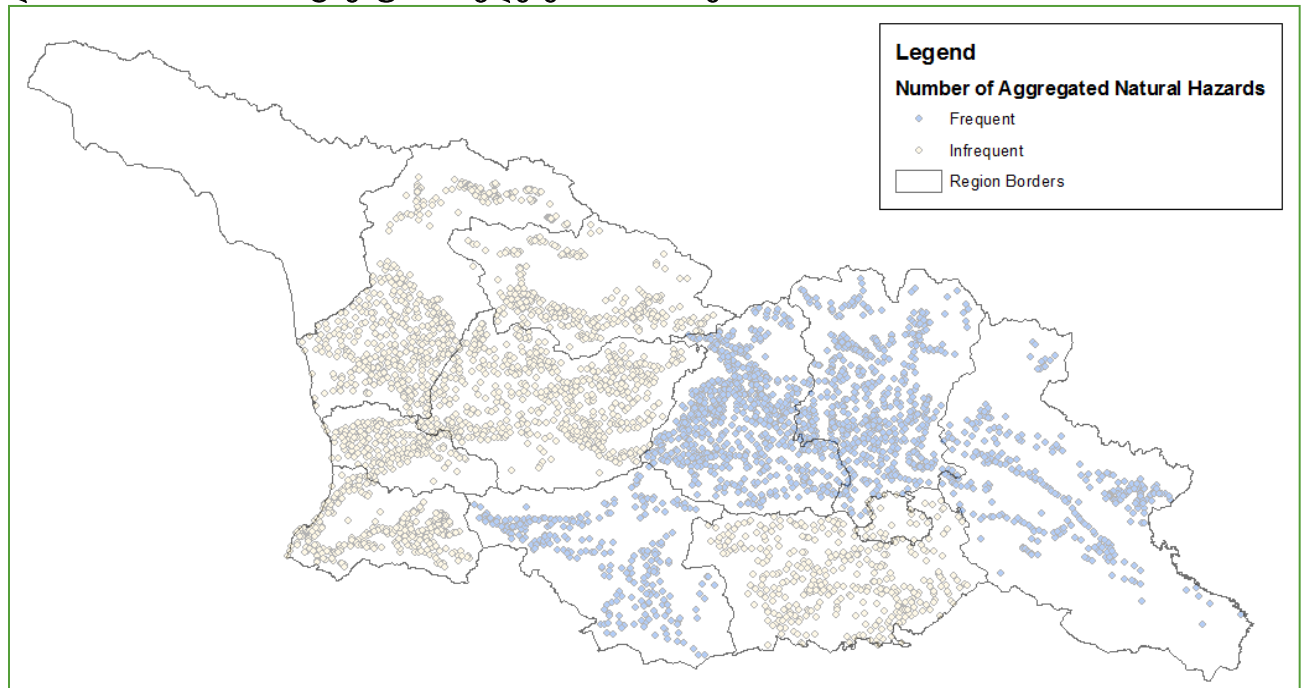 Legend
Number of Aggregated Natural Hazards
Frequent
Infrequent
Region Borders